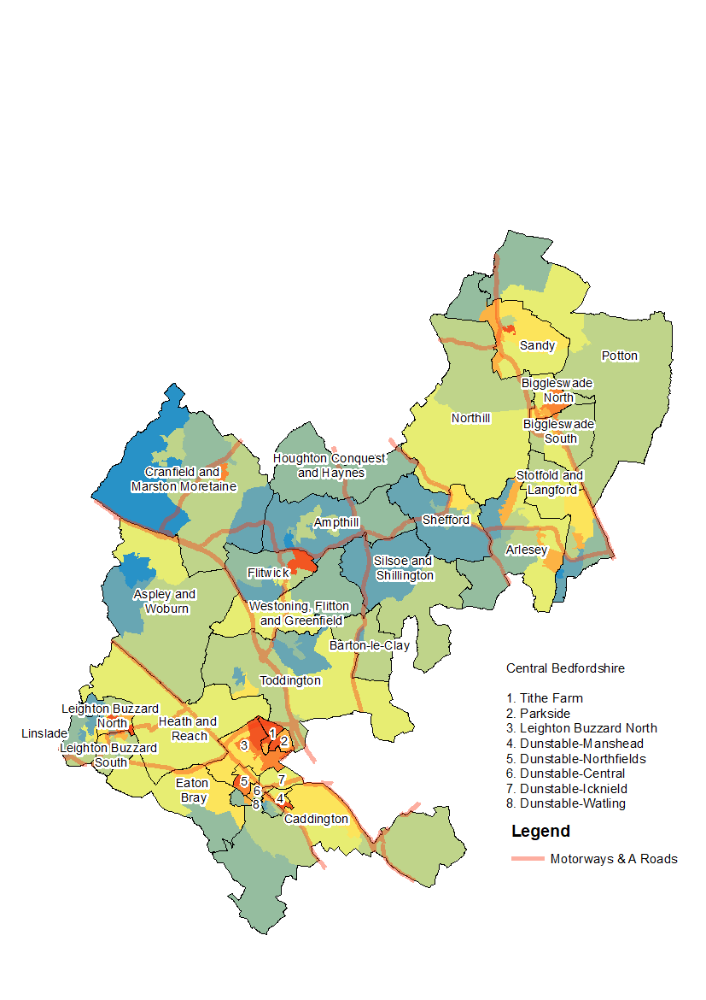 Sandy
Potton
Biggleswade
North
Northill
Biggleswade
South
Houghton Conquest
and Haynes
Cranfield and
Marston Moretaine
Stotfold and
Langford
Ampthill
Shefford
Arlesey
Flitwick
Silsoe and
Shillington
Aspley and
Woburn
Westoning, Flitton
and Greenfield
Barton-le-Clay
Toddington
Leighton Buzzard
North
Heath and
Reach
Linslade
Leighton Buzzard
South
1
2
3
Eaton
Bray
5
7
6
4
8
Caddington
Central Bedfordshire
1. Tithe Farm
2. Parkside
3. Leighton Buzzard North
4. Dunstable-Manshead
5. Dunstable-Northfields
6. Dunstable-Central
7. Dunstable-Icknield
8. Dunstable-Watling
Legend
Motorways & A Roads